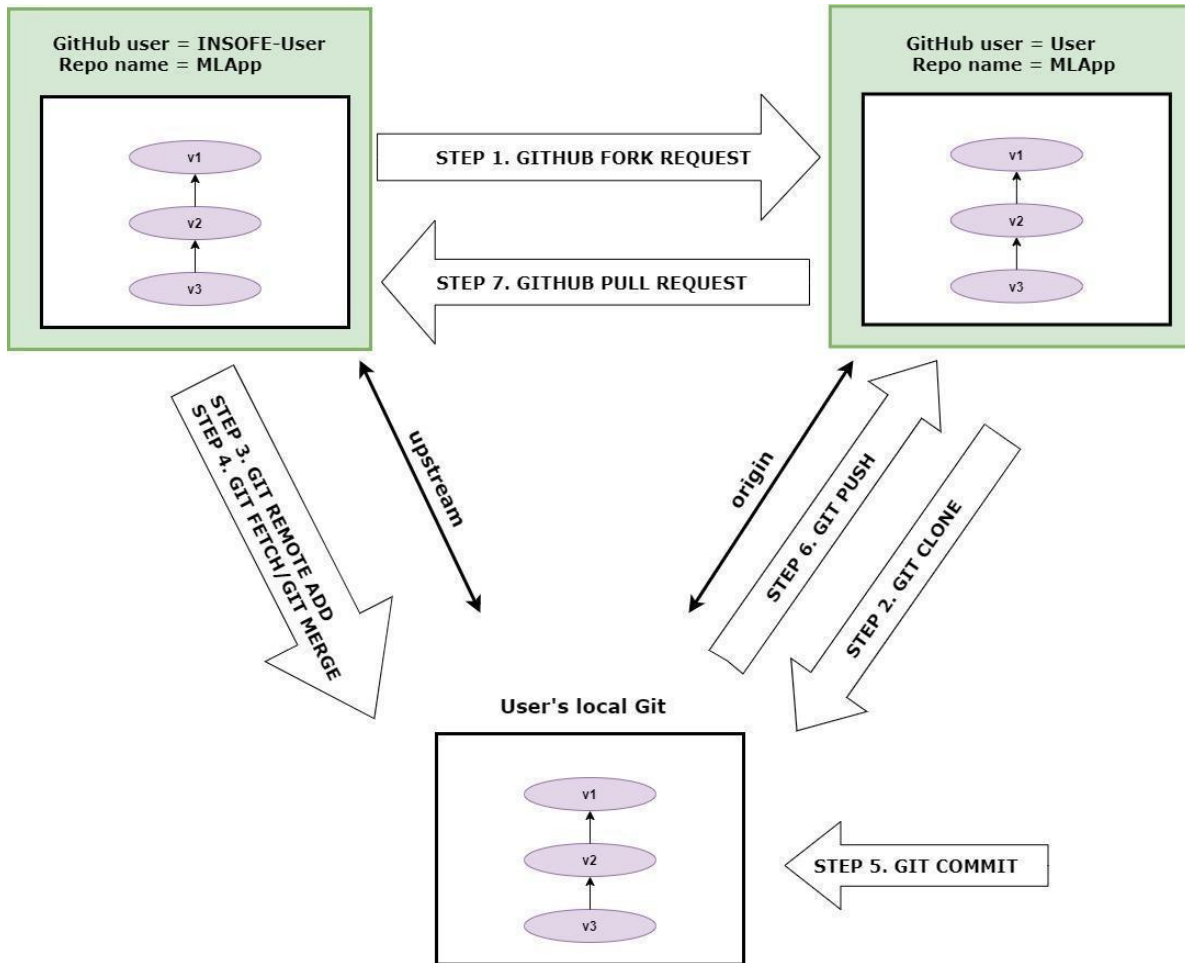 GitHub user = INSOFE-User
Repo name = MLApp
v1
v2
v3
GitHub user = User
Repo name = MLApp
v1
v2
v3
STEP 1. GITHUB FORK REQUEST
STEP 7. GITHUB PULL REQUEST
STEP 3. GIT REMOTE ADD
STEP 4. GIT FETCH/GIT MERGE
upstream
origin
STEP 6. GIT PUSH
STEP 2. GIT CLONE
User's local Git
v1
v2
v3
STEP 5. GIT COMMIT